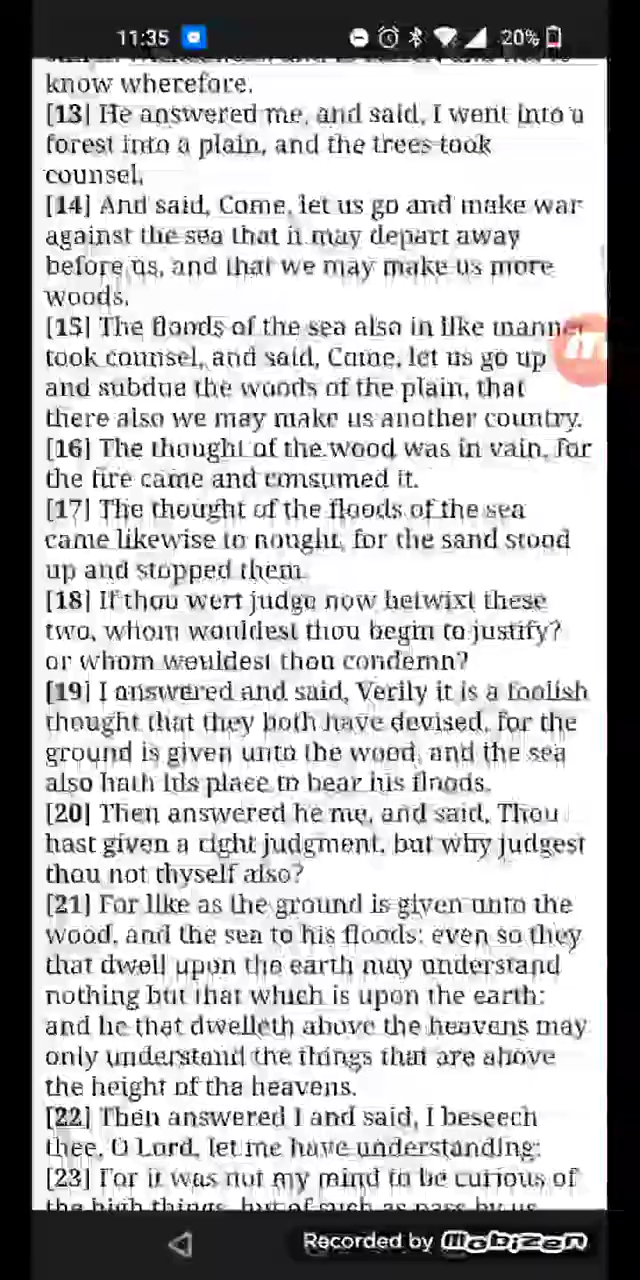 11:35
20%
know wherefore.
[13] He answered me, and said, I went into a
forest into a plain, and the trees took
counsel,
[14] And said, Come, let us go and make war
against the sea that it may depart away
before us, and that we may make us more
woods.
[15] The floods of the sea also in like manner
took counsel, and said, Come, let us go up
and subdue the woods of the plain, that
there also we may make us another country.
[16] The thought of the wood was in vain, for
the fire came and consumed it.
[17] The thought of the floods of the sea
came likewise to nought, for the sand stood
up and stopped them.
[18] If thou wert judge now betwixt these
two, whom wouldest thou begin to justify?
or whom wouldest thou condemn?
[19] I answered and said, Verily it is a foolish
thought that they both have devised, for the
ground is given unto the wood, and the sea
also hath his place to bear his floods.
[20] Then answered he me, and said, Thou
hast given a right judgment, but why judgest
thou not thyself also?
[21] For like as the ground is given unto the
wood, and the sea to his floods: even so they
that dwell upon the earth may understand
nothing but that which is upon the earth:
and he that dwelleth above the heavens may
only understand the things that are above
the height of the heavens.
[22] Then answered I and said, I beseech
thee, O Lord, let me have understanding:
[23] For it was not my mind to be curious of
the high things, but of such as pass by us
Recorded by Mobizen